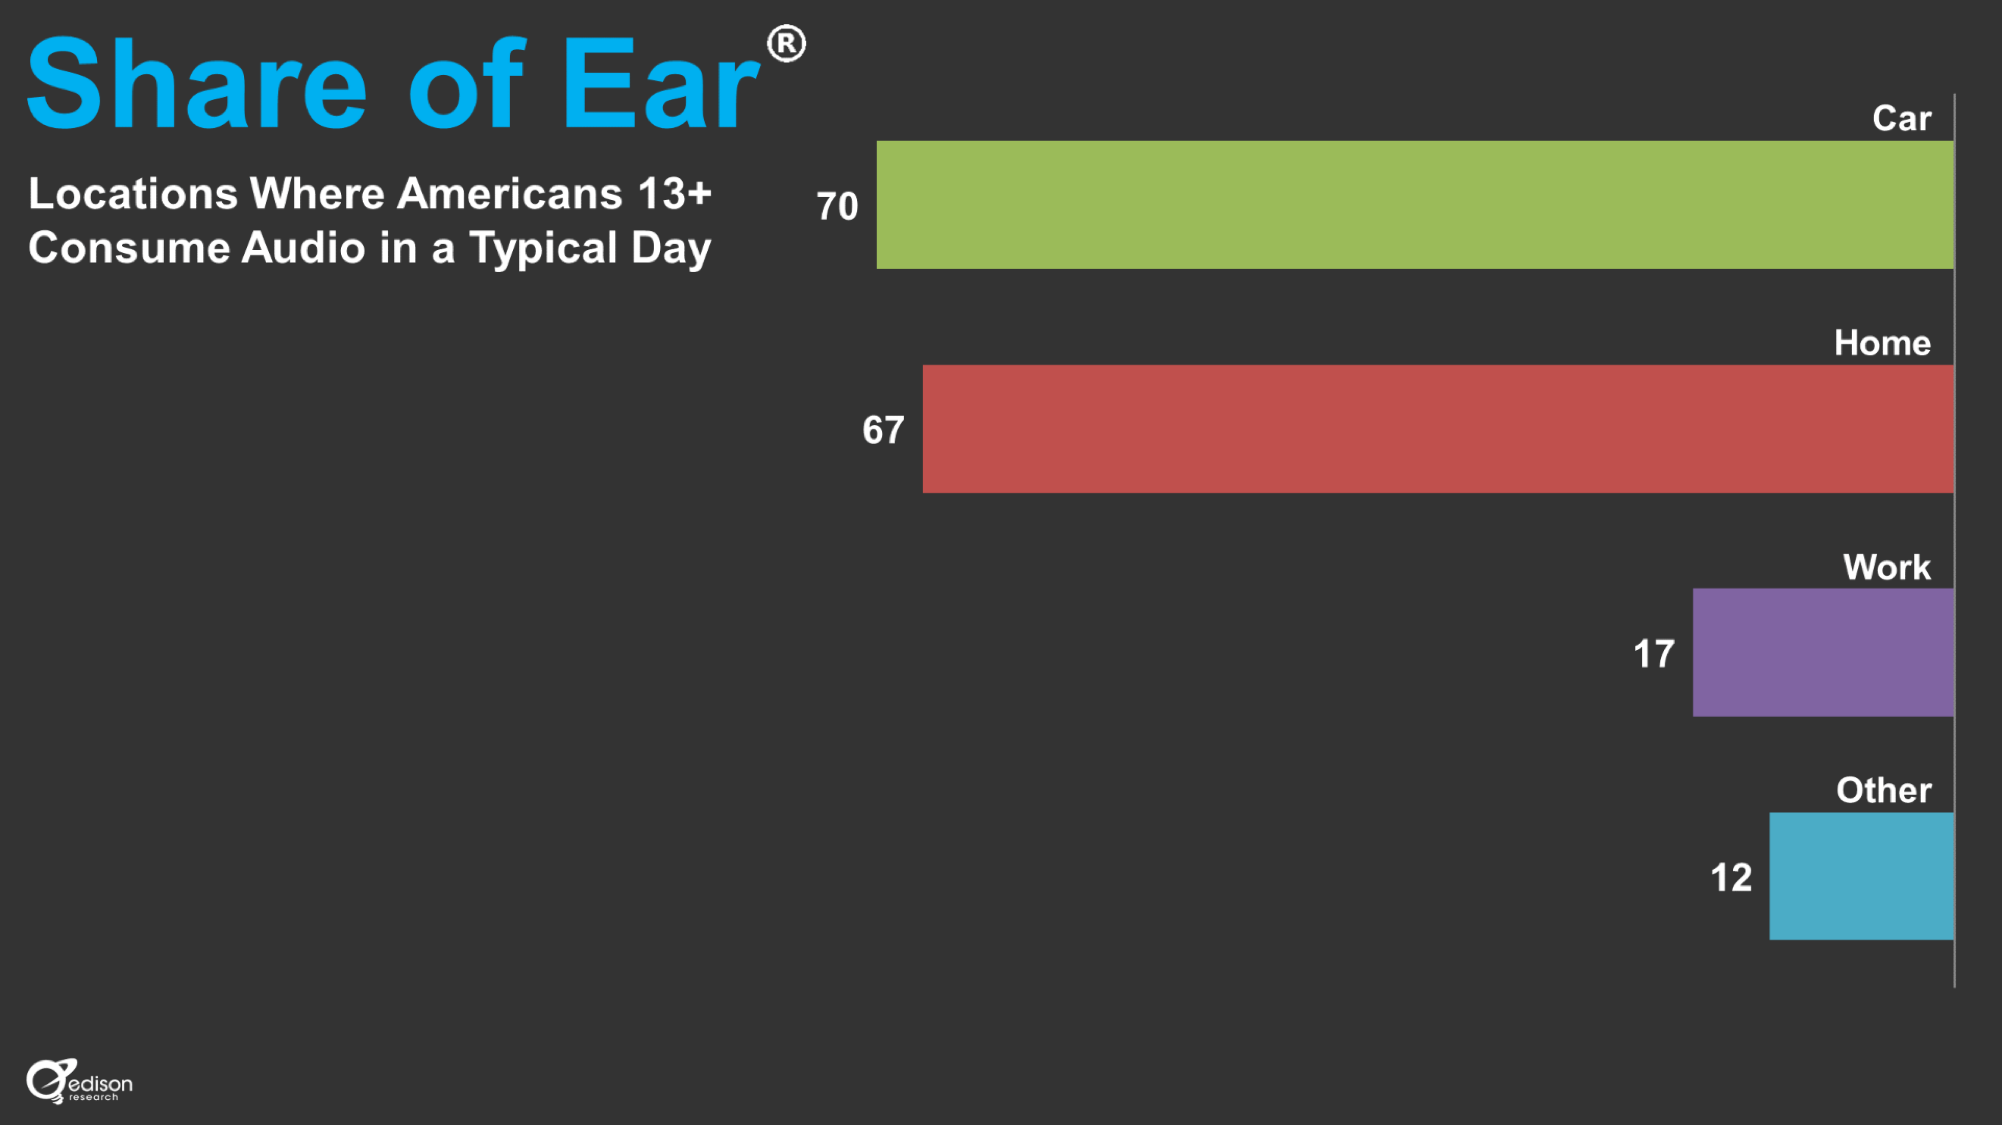 Share of Ear®
Locations Where Americans 13+
Consume Audio in a Typical Day
Car
70
Home
67
Work
17
Other
12
edison
research